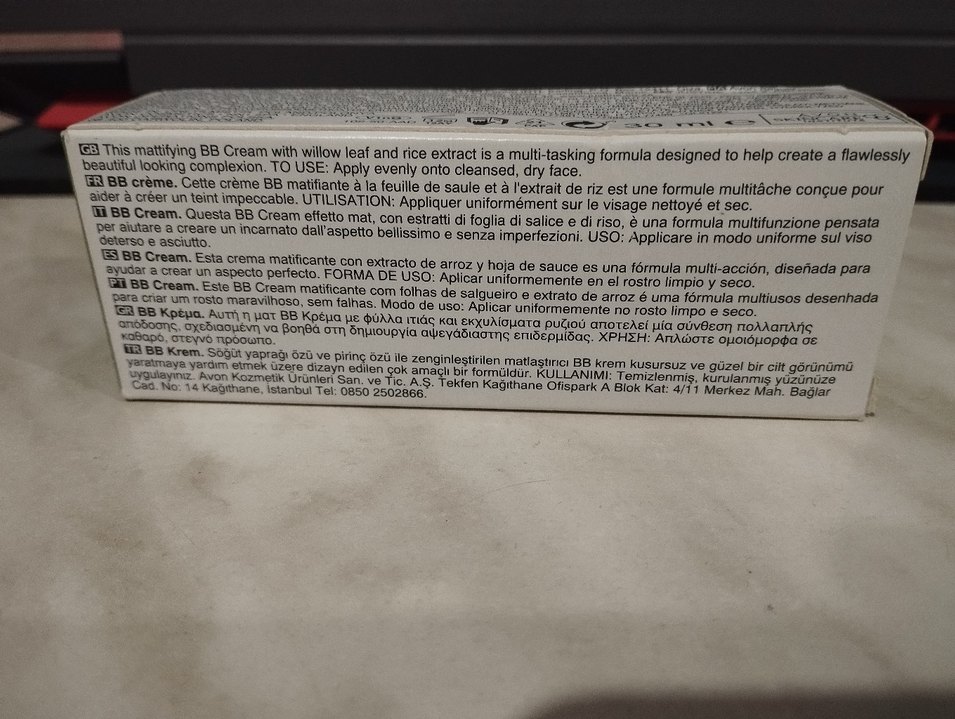 30 ml e
GB This mattifying BB Cream with willow leaf and rice extract is a multi-tasking formula designed to help create a flawlessly
beautiful looking complexion. TO USE: Apply evenly onto cleansed, dry face.
FR BB crème. Cette crème BB matifiante à la feuille de saule et à l'extrait de riz est une formule multitâche conçue pour
aider à créer un teint impeccable. UTILISATION: Appliquer uniformément sur le visage nettoyé et sec.
IT BB Cream. Questa BB Cream effetto mat, con estratti di foglia di salice e di riso, è una formula multifunzione pensata
per aiutare a creare un incarnato dall'aspetto bellissimo e senza imperfezioni. USO: Applicare in modo uniforme sul viso
deterso e asciutto.
ES BB Cream. Esta crema matificante con extracto de arroz y hoja de sauce es una fórmula multi-acción, diseñada para
ayudar a crear un aspecto perfecto. FORMA DE USO: Aplicar uniformemente en el rostro limpio y seco.
PT BB Cream. Este BB Cream matificante com folhas de salgueiro e extrato de arroz é uma fórmula multiusos desenhada
para criar um rosto maravilhoso, sem falhas. Modo de uso: Aplicar uniformemente no rosto limpo e seco.
GR BB Κρέμα. Αυτή η ματ BB Κρέμα με φύλλα ιτιάς και εκχυλίσματα ρυζιού αποτελεί μία σύνθεση πολλαπλής
απόδοσης, σχεδιασμένη να βοηθά στη δημιουργία αψεγάδιαστης επιδερμίδας. ΧΡΗΣΗ: Απλώστε ομοιόμορφα σε
καθαρό, στεγνό πρόσωπο.
TR BB Krem. Söğüt yaprağı özü ve pirinç özü ile zenginleştirilen matlaştırıcı BB krem kusursuz ve güzel bir cilt görünümü
yaratmaya yardım etmek üzere dizayn edilen çok amaçlı bir formüldür. KULLANIMI: Temizlenmiş, kurulanmış yüzünüze
uygulayınız. Avon Kozmetik Ürünleri San. ve Tic. A.Ş. Tekfen Kağıthane Ofispark A Blok Kat: 4/11 Merkez Mah. Bağlar
Cad. No: 14 Kağıthane, İstanbul Tel: 0850 2502866.